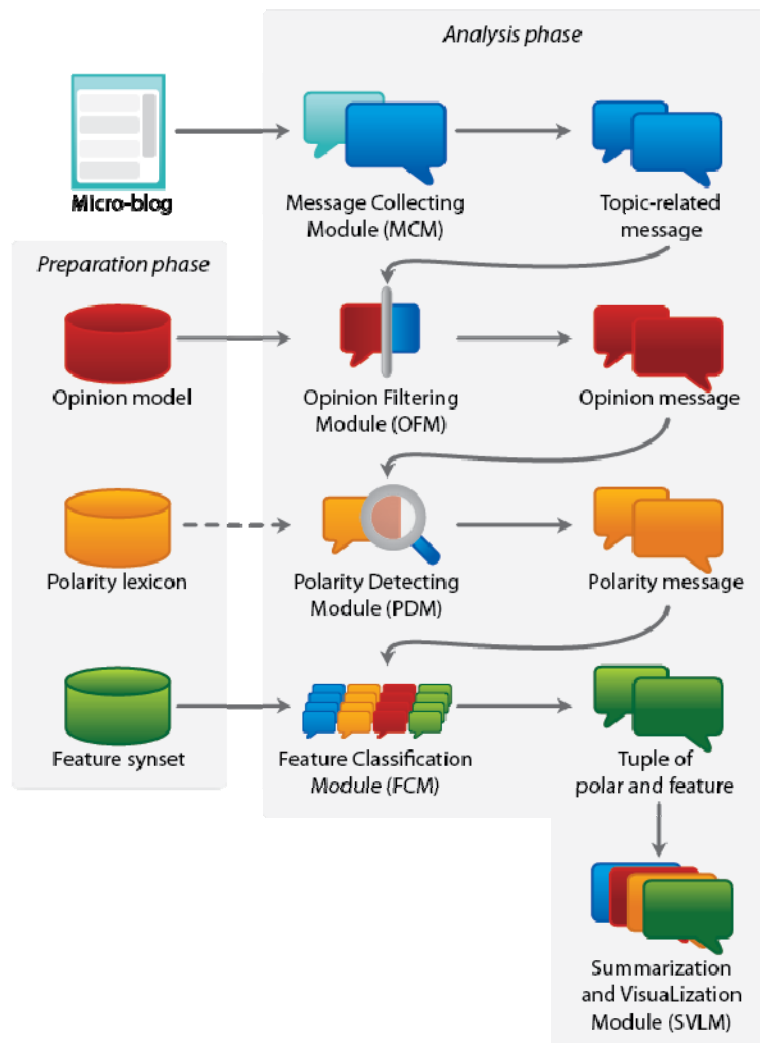 Analysis phase
Micro-blog
Message Collecting
Module (MCM)
Topic-related
message
Preparation phase
Opinion model
Opinion Filtering
Module (OFM)
Opinion message
Polarity lexicon
Polarity Detecting
Module (PDM)
Polarity message
Feature synset
Feature Classification
Module (FCM)
Tuple of
polar and feature
Summarization
and VisuaLization
Module (SVLM)